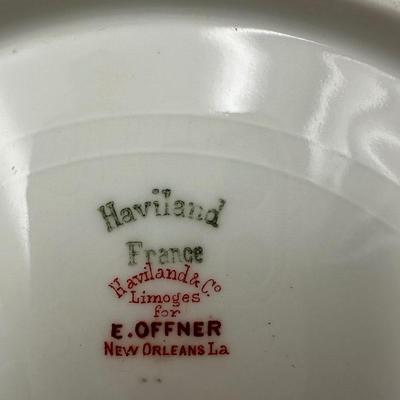 Haviland
France
Haviland & Co
Limoges
for
E. OFFNER
NEW ORLEANS La